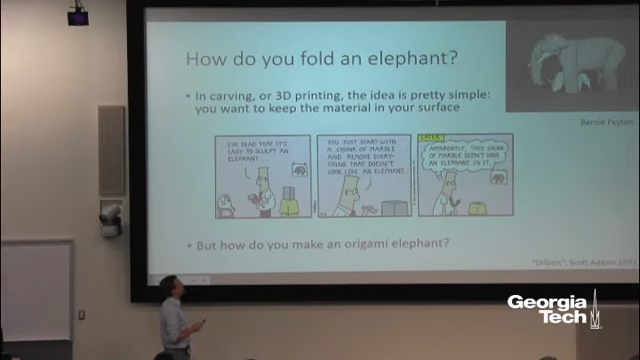 How do you fold an elephant?
• In carving, or 3D printing, the idea is pretty simple:
you want to keep the material in your surface
Bernie Peyton
I'VE READ THAT IT'S
EASY TO SCULPT AN
ELEPHANT...
YOU JUST START WITH
A CHUNK OF MARBLE
AND REMOVE EVERY-
THING THAT DOESN'T
LOOK LIKE AN ELEPHANT.
LATER
APPARENTLY, THIS CHUNK
OF MARBLE DIDN'T HAVE
AN ELEPHANT IN IT.
• But how do you make an origami elephant?
"Dilbert", Scott Adams
Georgia
Tech